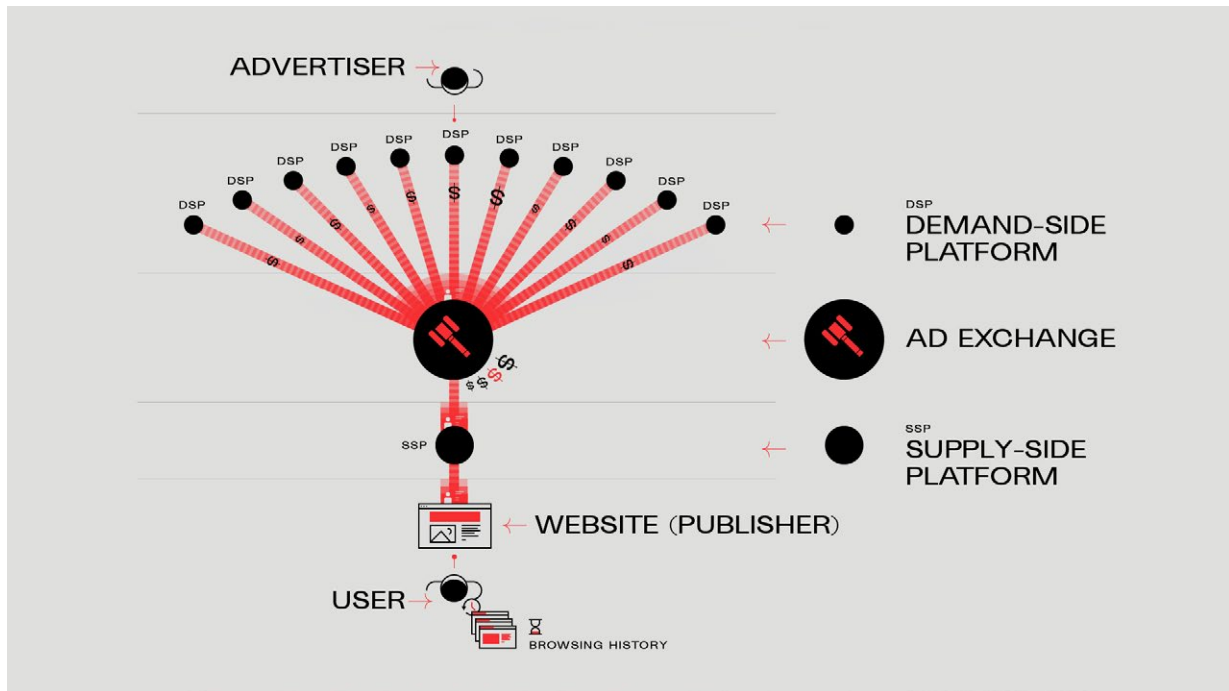 ADVERTISER
DSP
DSP
DSP
DSP
DSP
DSP
DSP
DSP
DSP
DSP
DSP
$
$
$
$
$
$
$
$
$
$
$
DSP
DEMAND-SIDE
PLATFORM
AD EXCHANGE
$
$
$
$
SSP
SSP
SUPPLY-SIDE
PLATFORM
WEBSITE (PUBLISHER)
USER
BROWSING HISTORY